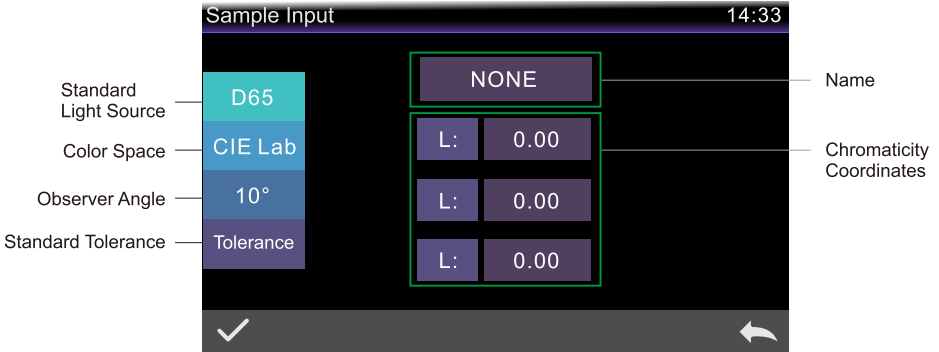 Sample Input 14:33
Standard
Light Source
D65
NONE
Name
Color Space
CIE Lab
L: 0.00
Chromaticity
Coordinates
Observer Angle
10°
L: 0.00
Standard Tolerance
Tolerance
L: 0.00